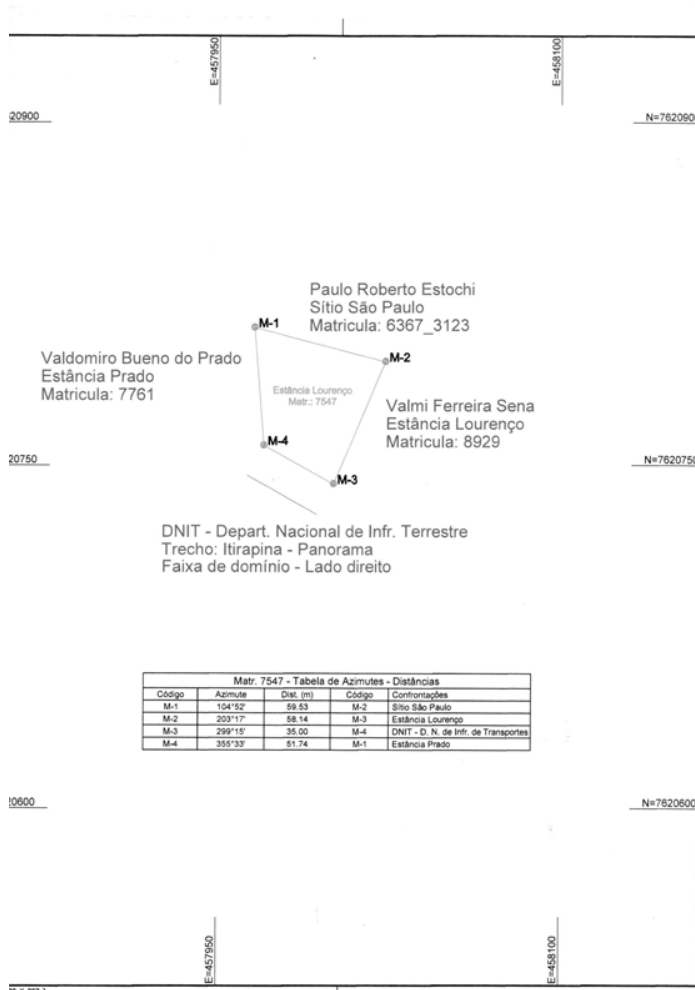 E=457950
E=458100
20900
N=7620900
Paulo Roberto Estochi
Sítio São Paulo
Matricula: 6367_3123
M-1
M-2
Valdomiro Bueno do Prado
Estância Prado
Matricula: 7761
Estância Lourenço
Matr.: 7547
Valmi Ferreira Sena
Estância Lourenço
Matricula: 8929
M-4
20750
N=7620750
M-3
DNIT - Depart. Nacional de Infr. Terrestre
Trecho: Itirapina - Panorama
Faixa de domínio - Lado direito
Matr. 7547 - Tabela de Azimutes - Distâncias
Código Azimute Dist. (m) Código Confrontações
M-1 104°52' 59.53 M-2 Sítio São Paulo
M-2 203°17' 58.14 M-3 Estância Lourenço
M-3 299°15' 35.00 M-4 DNIT - D. N. de Infr. de Transportes
M-4 355°33' 51.74 M-1 Estância Prado
20600
N=7620600
E=457950
E=458100